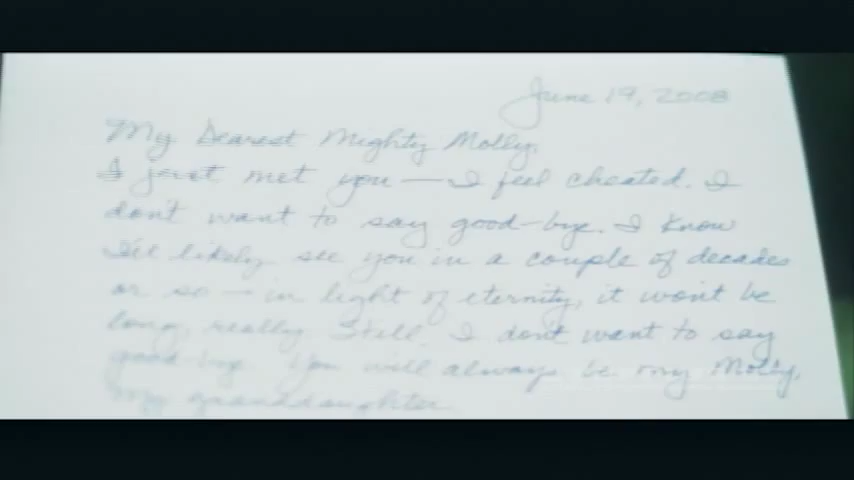 June 19, 2008
My Dearest Mighty Molly,
I just met you — I feel cheated. I
don't want to say good-bye. I know
I'll likely see you in a couple of decades
or so — in light of eternity, it won't be
long, really. Still, I don't want to say
good-bye. You will always be my Molly,
my granddaughter.